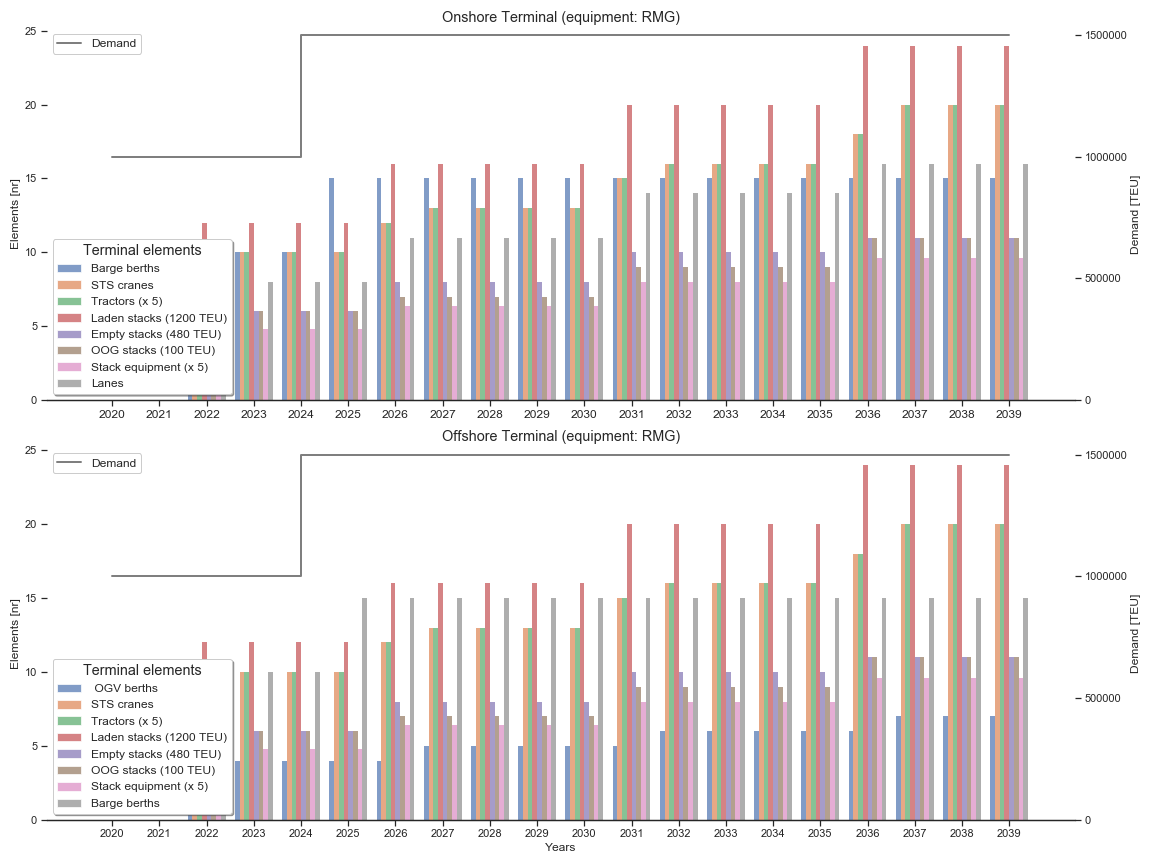 Onshore Terminal (equipment: RMG)
25
20
15
10
5
0
Elements [nr]
Demand
Terminal elements
Barge berths
STS cranes
Tractors (x 5)
Laden stacks (1200 TEU)
Empty stacks (480 TEU)
OOG stacks (100 TEU)
Stack equipment (x 5)
Lanes
1500000
1000000
500000
0
Demand [TEU]
2020 2021 2022 2023 2024 2025 2026 2027 2028 2029 2030 2031 2032 2033 2034 2035 2036 2037 2038 2039
Offshore Terminal (equipment: RMG)
25
20
15
10
5
0
Elements [nr]
Demand
Terminal elements
OGV berths
STS cranes
Tractors (x 5)
Laden stacks (1200 TEU)
Empty stacks (480 TEU)
OOG stacks (100 TEU)
Stack equipment (x 5)
Barge berths
1500000
1000000
500000
0
Demand [TEU]
2020 2021 2022 2023 2024 2025 2026 2027 2028 2029 2030 2031 2032 2033 2034 2035 2036 2037 2038 2039
Years